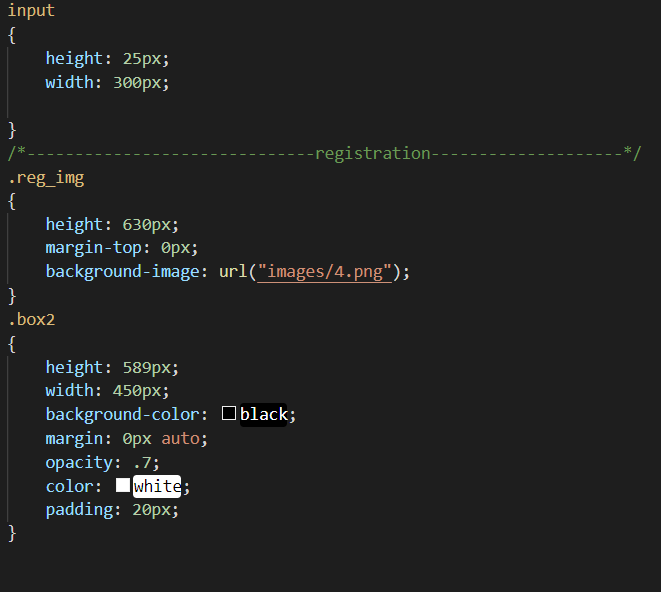 input
{
    height: 25px;
    width: 300px;

}
/*------------------------------registration--------------------*/
.reg_img
{
    height: 630px;
    margin-top: 0px;
    background-image: url("images/4.png");
}
.box2
{
    height: 589px;
    width: 450px;
    background-color: black;
    margin: 0px auto;
    opacity: .7;
    color: white;
    padding: 20px;
}